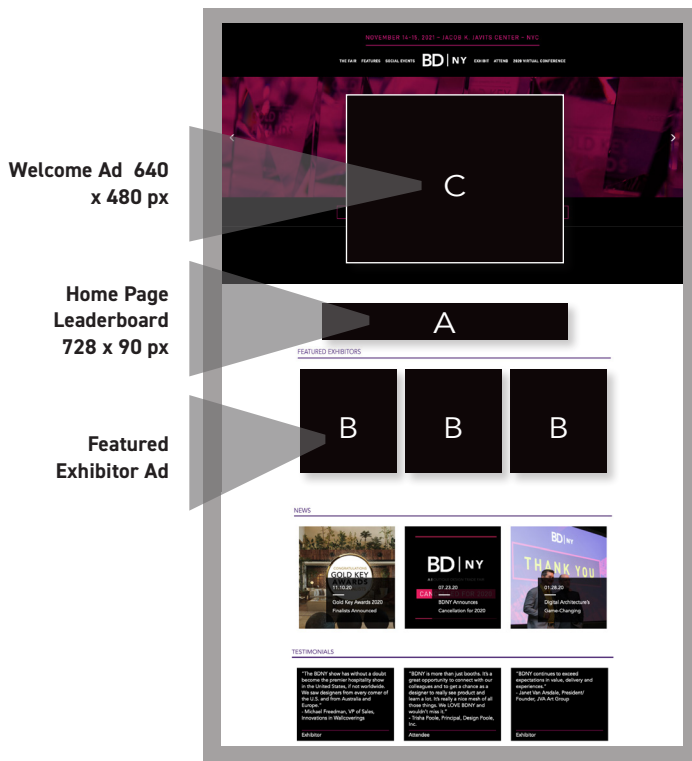 NOVEMBER 14-15, 2021 - JACOB K. JAVITS CENTER - NYC
THE FAIR FEATURES SOCIAL EVENTS BD | NY EXHIBIT ATTEND 2020 VIRTUAL CONFERENCE
Welcome Ad 640
x 480 px
C
Home Page
Leaderboard
728 x 90 px
A
FEATURED EXHIBITORS
Featured
Exhibitor Ad
B B B
NEWS
GOLD KEY
AWARDS
11.10.20
Gold Key Awards 2020
Finalists Announced
BD | NY
07.23.20
BDNY Announces
Cancellation for 2020
BD | NY
THANK YOU
01.28.20
Digital Architecture's
Game-Changing
TESTIMONIALS
"The BDNY show has without a doubt
become the premier hospitality show
in the United States, if not worldwide.
We saw designers from every corner of
the U.S. and from Australia and
Europe."
- Michael Freedman, VP of Sales,
Innovations in Wallcoverings
Exhibitor
"BDNY is more than just booths. It's a
great opportunity to connect with our
colleagues and to get a chance as a
designer to really see product and
learn a lot. It's really a nice mesh of all
those things. We LOVE BDNY and
wouldn't miss it."
- Trisha Poole, Principal, Design Poole,
Inc.
Attendee
"BDNY continues to exceed
expectations in value, delivery and
experiences."
- Janet Van Arsdale, President/
Founder, JVA Art Group
Exhibitor